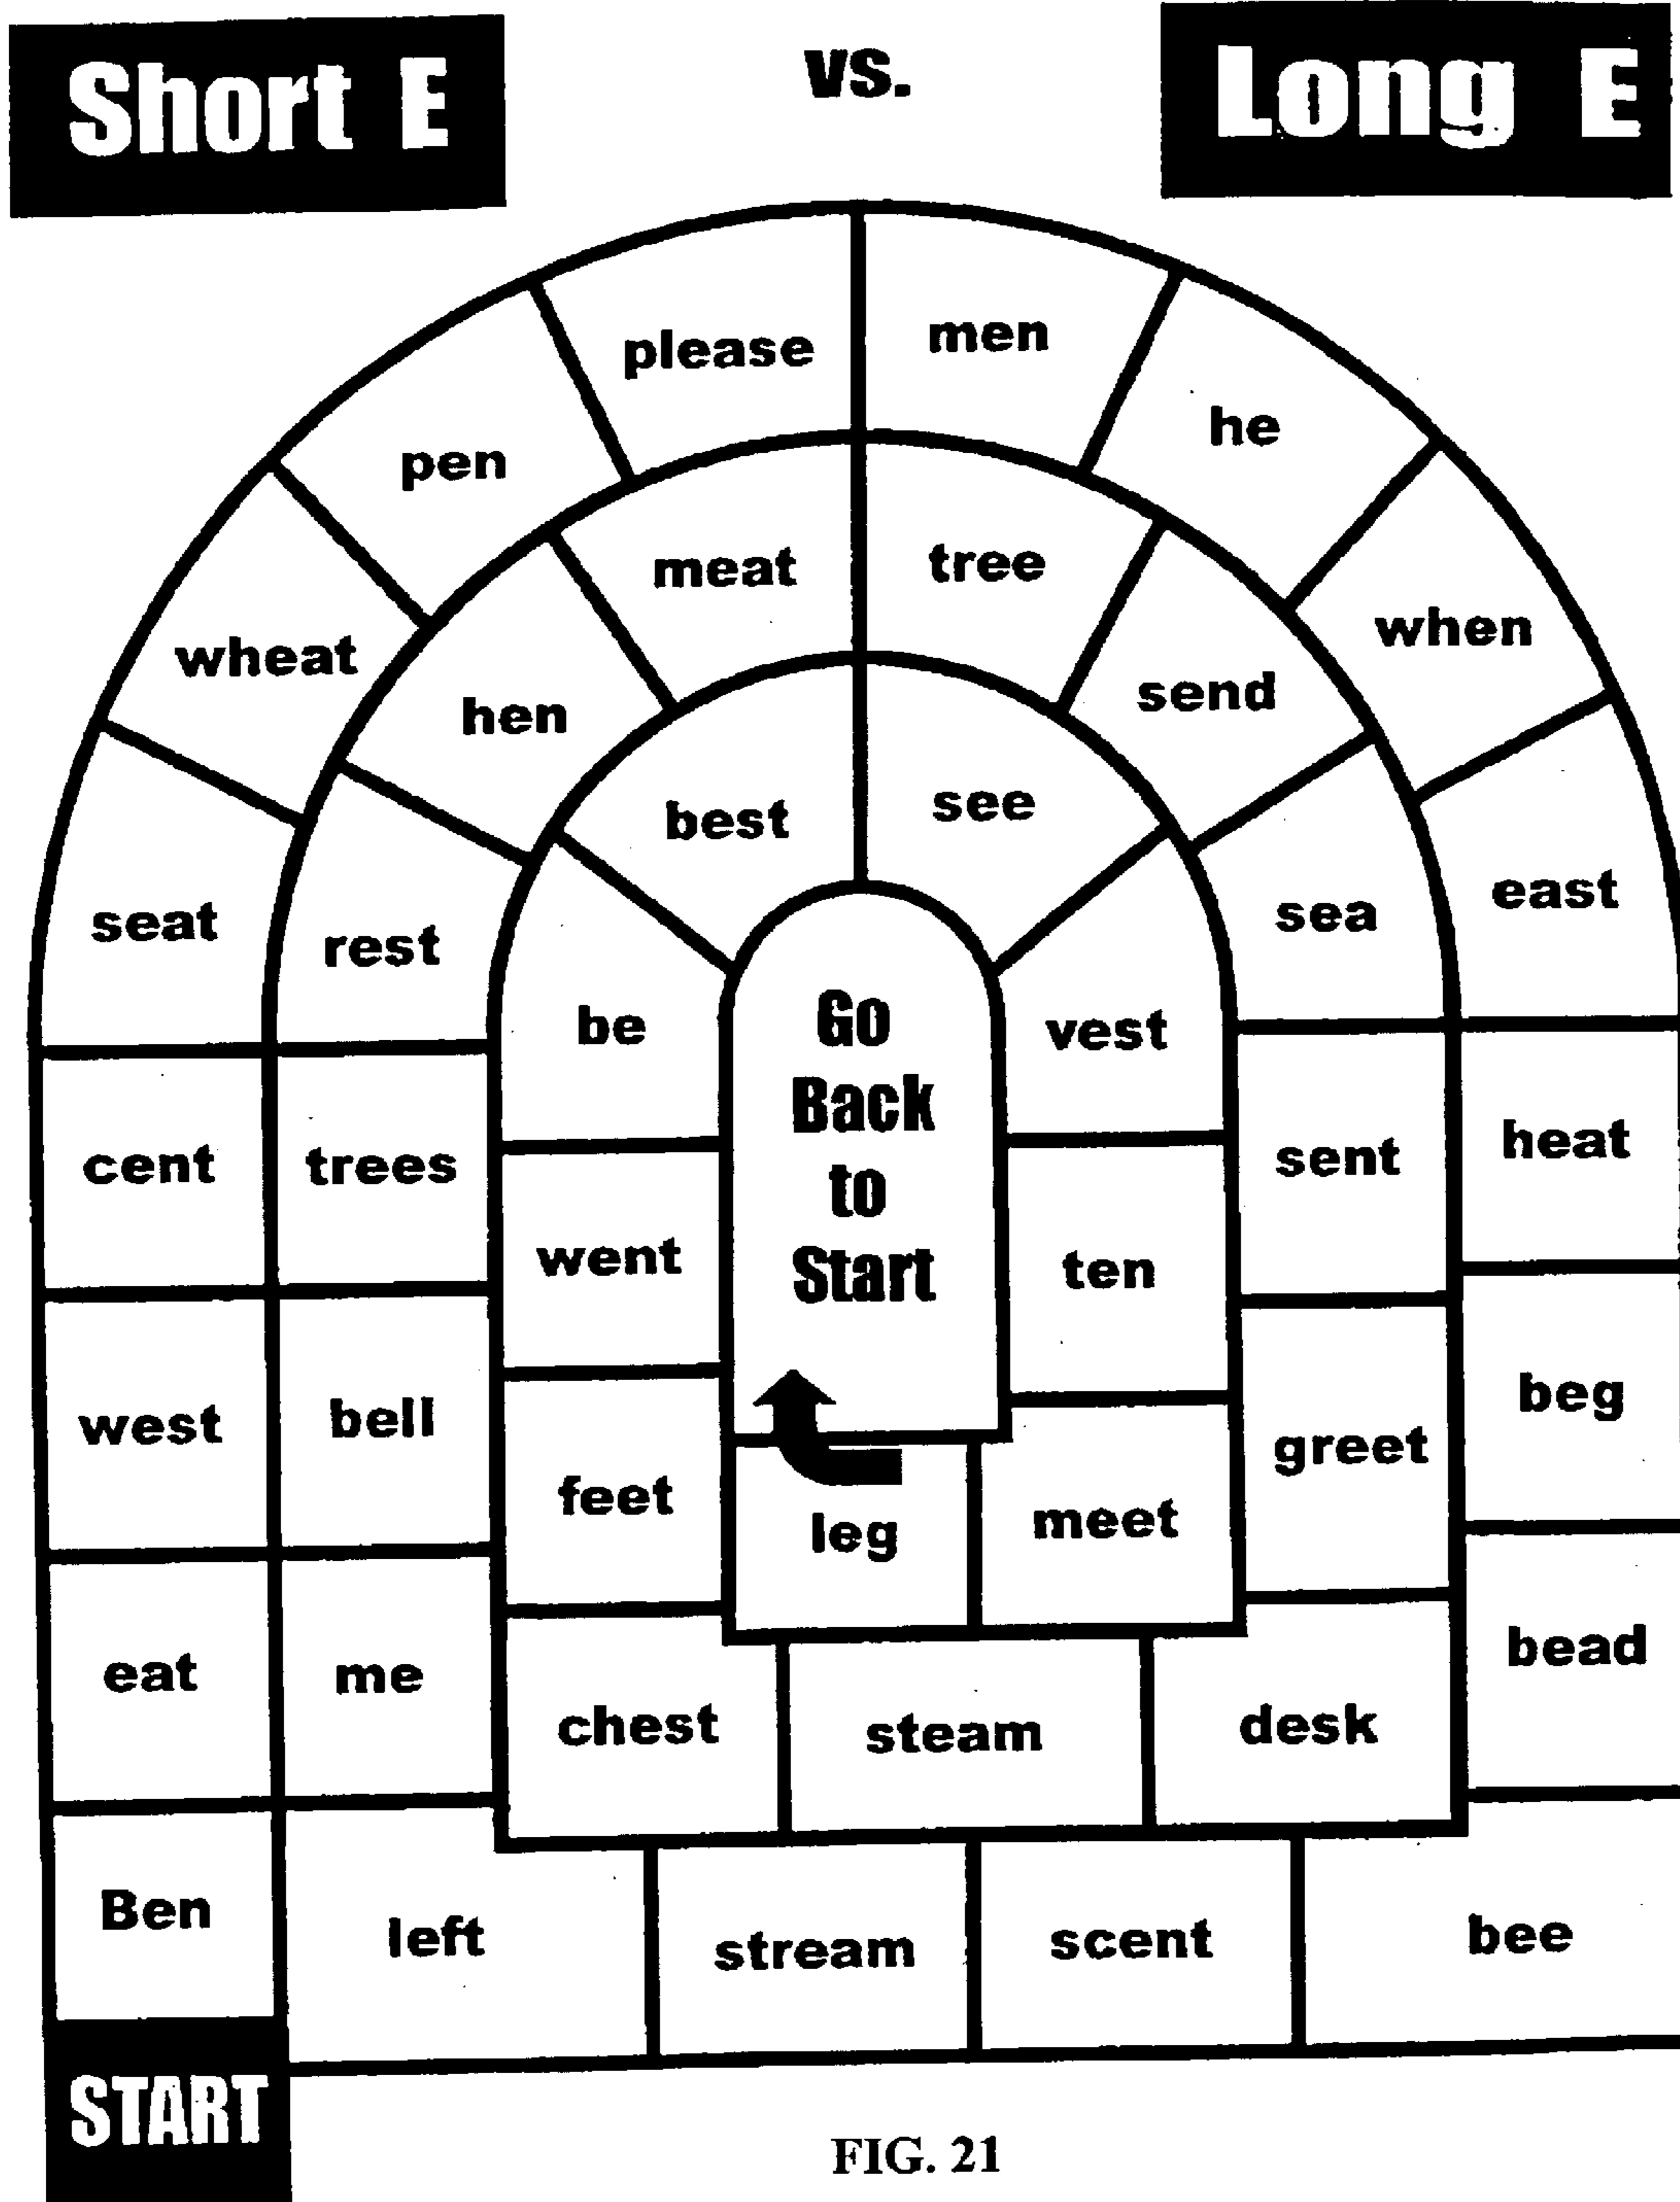 Short E
vs.
Long E
please
men
he
pen
meat
tree
when
wheat
hen
send
best
see
seat
rest
sea
east
be
Go
Back
to
Start
vest
cent
trees
sent
heat
went
ten
west
bell
greet
beg
feet
leg
meet
eat
me
chest
steam
desk
bead
Ben
left
stream
scent
bee
START
FIG. 21